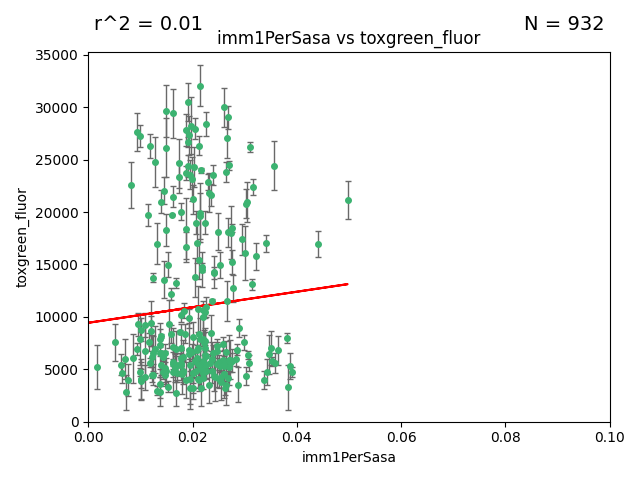 r^2 = 0.01
N = 932
imm1PerSasa vs toxgreen_fluor
35000
30000
25000
20000
15000
10000
5000
0
toxgreen_fluor
0.00
0.02
0.04
0.06
0.08
0.10
imm1PerSasa